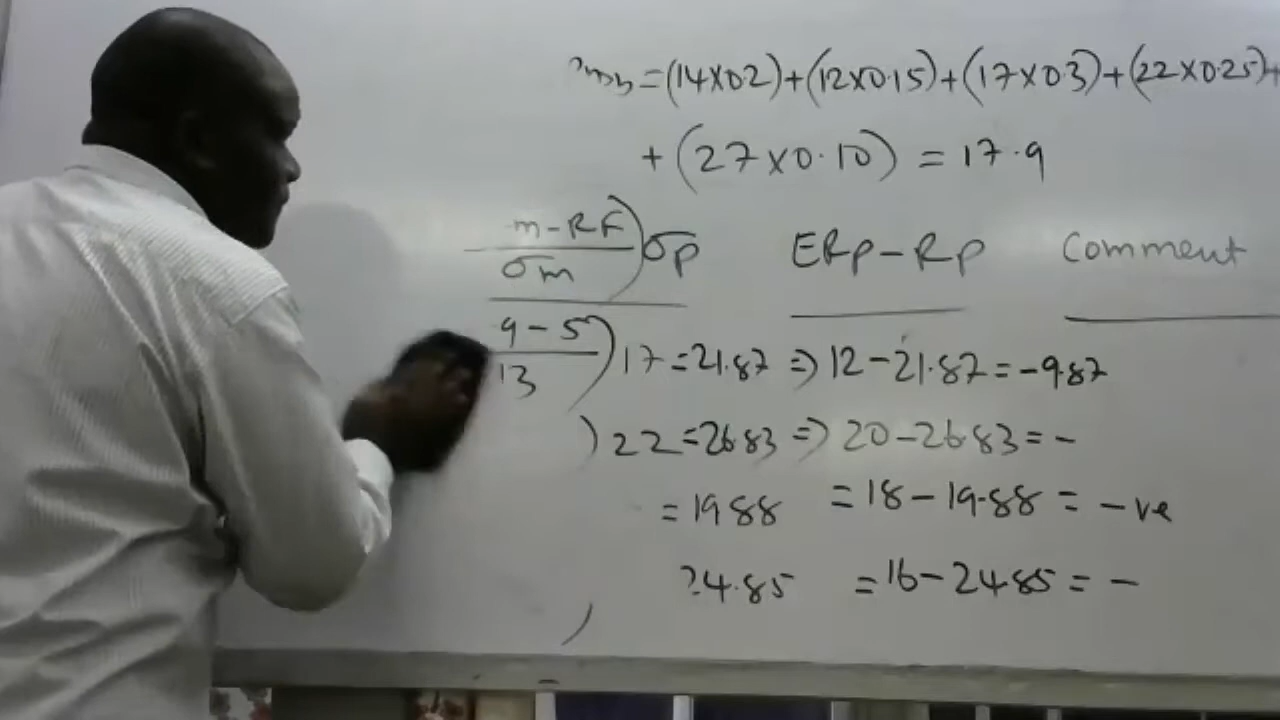 = (14 x 0.2) + (12 x 0.15) + (17 x 0.3) + (22 x 0.25) +
+ (27 x 0.10) = 17.9
m - RF) σp ERp - Rp Comment
σm
9 - 5) 17 = 21.87 => 12 - 21.87 = -9.87
13
) 22 = 26.83 => 20 - 26.83 = -
= 19.88 = 18 - 19.88 = -ve
24.85 = 16 - 24.85 = -
)